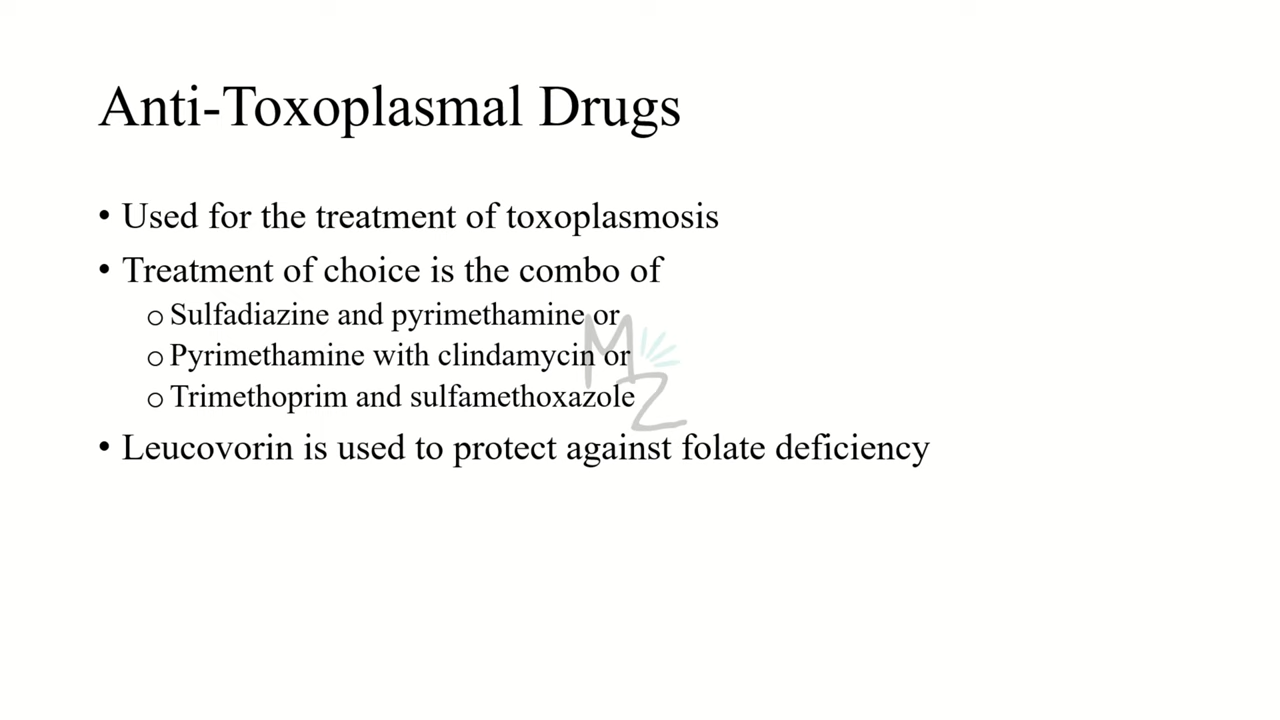 Anti-Toxoplasmal Drugs
• Used for the treatment of toxoplasmosis
• Treatment of choice is the combo of
o Sulfadiazine and pyrimethamine or
o Pyrimethamine with clindamycin or
o Trimethoprim and sulfamethoxazole
• Leucovorin is used to protect against folate deficiency
MZ